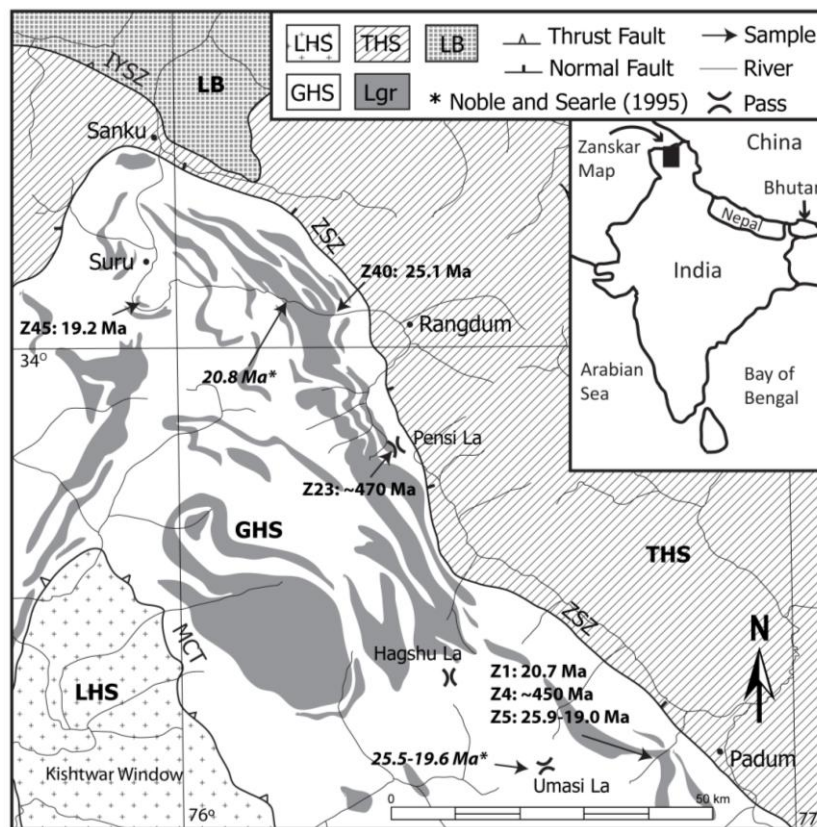 LHS THS LB Thrust Fault Sample
Normal Fault River
GHS Lgr * Noble and Searle (1995) Pass
IYSZ
LB
Sanku
Zanskar
Map
China
Bhutan
Nepal
India
Arabian
Sea
Bay of
Bengal
ZSZ
Suru
Z40: 25.1 Ma
Z45: 19.2 Ma
Rangdum
34o
20.8 Ma*
Pensi La
Z23: ~470 Ma
GHS
THS
ZSZ
N
MCT
Hagshu La
Z1: 20.7 Ma
Z4: ~450 Ma
Z5: 25.9-19.0 Ma
LHS
Kishtwar Window
25.5-19.6 Ma*
Umasi La
Padum
0 50 km
76o 77